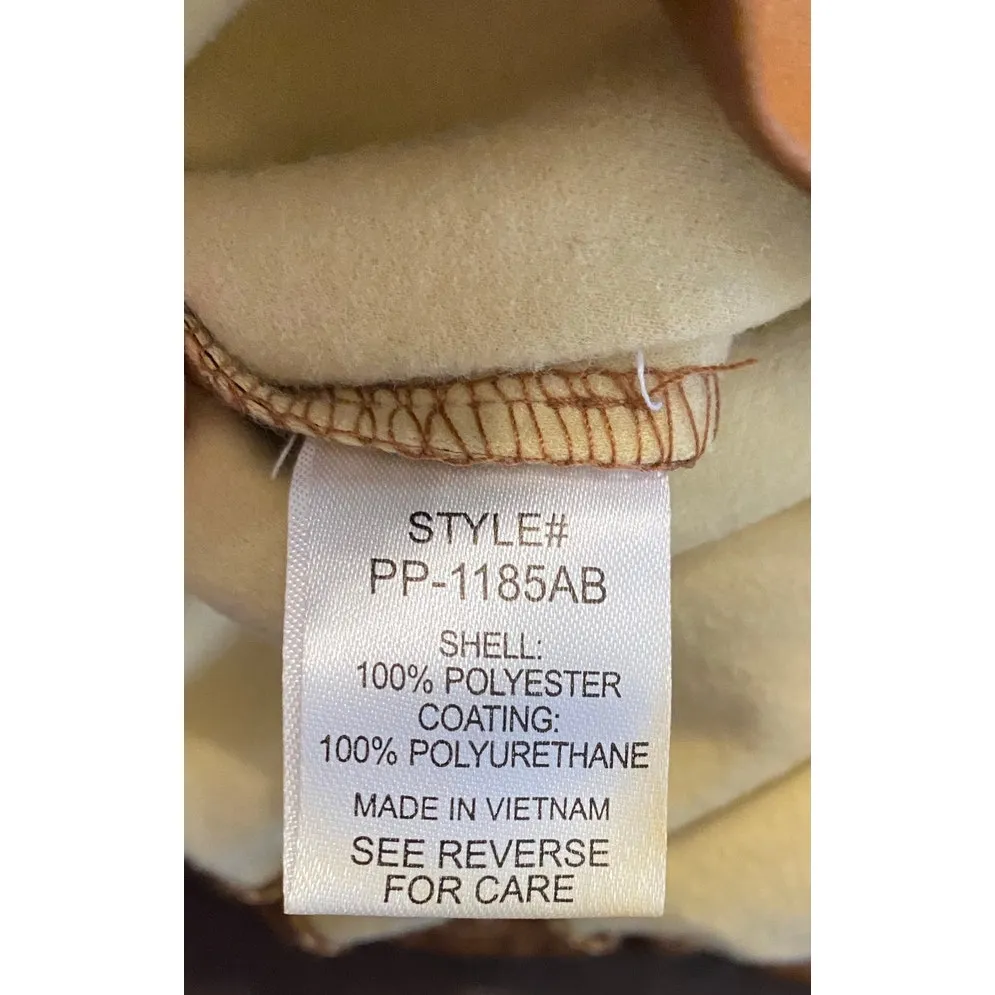 STYLE#
PP-1185AB
SHELL:
100% POLYESTER
COATING:
100% POLYURETHANE
MADE IN VIETNAM
SEE REVERSE
FOR CARE